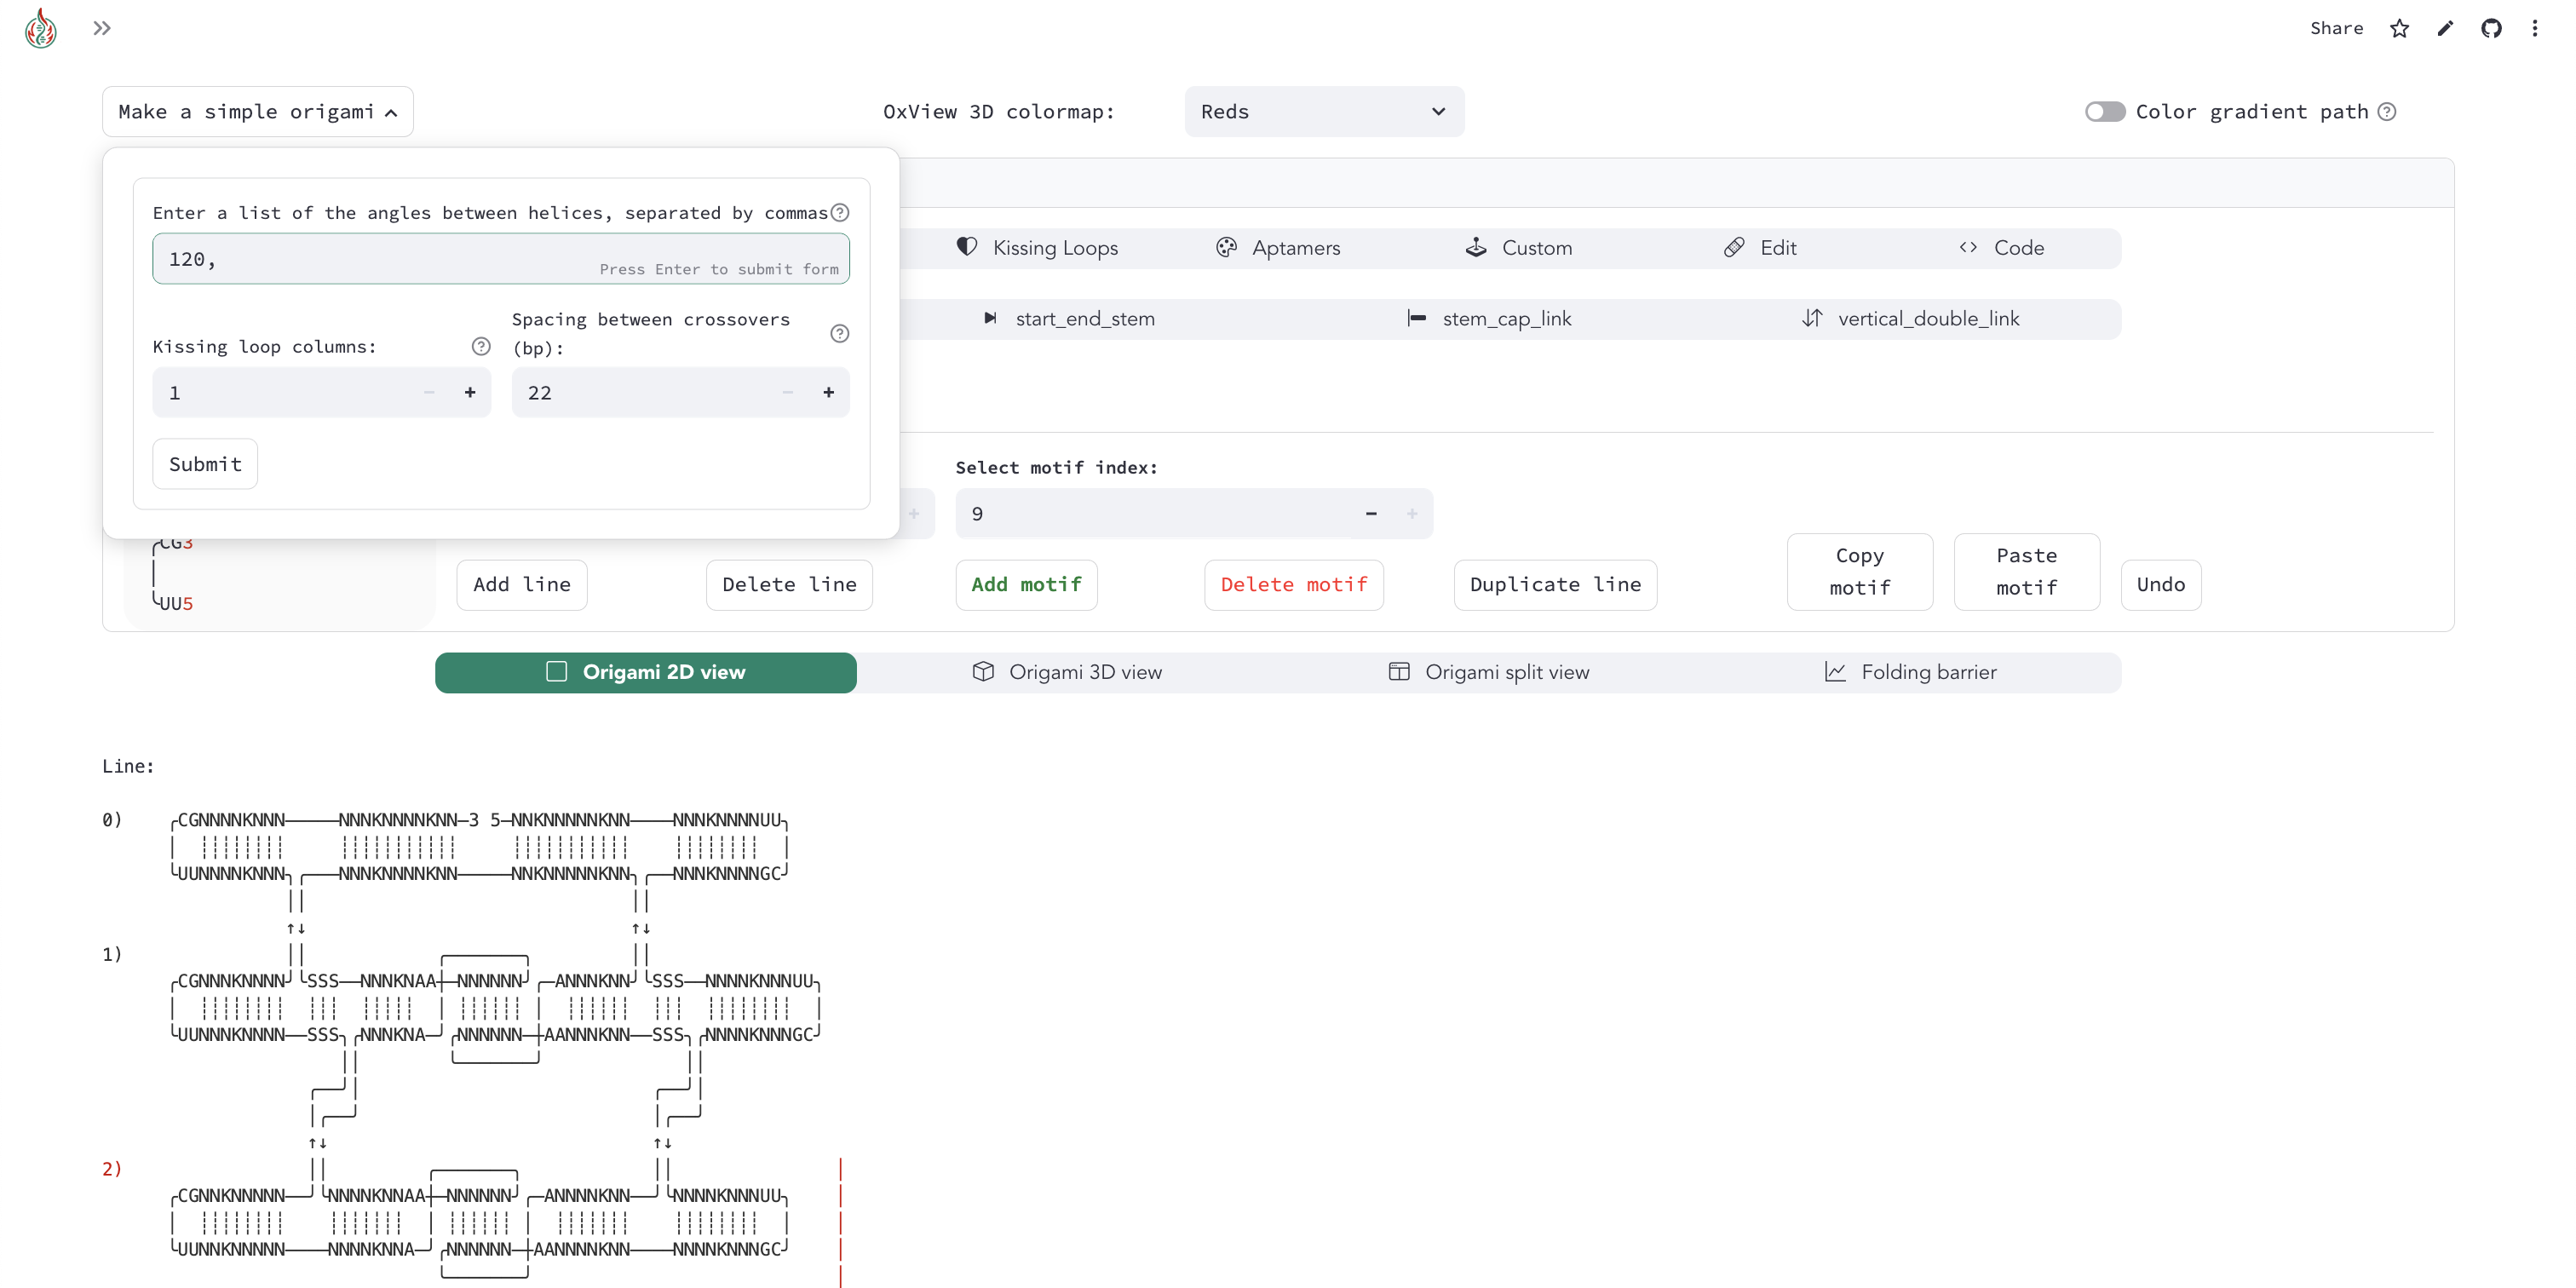 Share
Make a simple origami
OxView 3D colormap:
Reds
Color gradient path
Enter a list of the angles between helices, separated by commas
120,
Press Enter to submit form
Kissing loop columns:
Spacing between crossovers (bp):
1
22
Submit
Kissing Loops
Aptamers
Custom
Edit
Code
start_end_stem
stem_cap_link
vertical_double_link
Select motif index:
9
╭CG3
│
╰UU5
Add line
Delete line
Add motif
Delete motif
Duplicate line
Copy motif
Paste motif
Undo
Origami 2D view
Origami 3D view
Origami split view
Folding barrier
Line:
0) ╭CGNNNNKNNN─────NNNKNNNNKNN─3 5─NNKNNNNNKNN────NNNKNNNNUU╮
│ ┊┊┊┊┊┊┊┊ ┊┊┊┊┊┊┊┊┊┊┊ ┊┊┊┊┊┊┊┊┊┊┊ ┊┊┊┊┊┊┊┊ │
╰UUNNNNKNNN╮╭───NNNKNNNNKNN─────NNKNNNNNKNN╮╭──NNNKNNNNGC╯
││ ││
↑↓ ↑↓
1) ││ ╭───────╮ ││
╭CGNNNKNNNN╯╰SSS──NNNKNAA┼─NNNNNN╯╭─ANNNKNN╯╰SSS──NNNNKNNNUU╮
│ ┊┊┊┊┊┊┊┊ ┊┊┊ ┊┊┊┊┊ │ ┊┊┊┊┊┊ │ ┊┊┊┊┊┊ ┊┊┊ ┊┊┊┊┊┊┊┊ │
╰UUNNNKNNNN──SSS╮╭NNNKNA─╯╭NNNNNN─┼AANNNKNN──SSS╮╭NNNNKNNNGC╯
││ ╰───────╯ ││
╭──╯│ ╭──╯│
│╭──╯ │╭──╯
↑↓ ↑↓
2) ││ ╭───────╮ ││
╭CGNNKNNNNN──╯╰NNNNKNNAA┼─NNNNNN╯╭─ANNNNKNN──╯╰NNNNKNNNUU╮
│ ┊┊┊┊┊┊┊┊ ┊┊┊┊┊┊┊ │ ┊┊┊┊┊┊ │ ┊┊┊┊┊┊┊ ┊┊┊┊┊┊┊┊ │
╰UUNNKNNNNN────NNNNKNNA─╯╭NNNNNN─┼AANNNNKNN────NNNNKNNNGC╯
╰───────╯